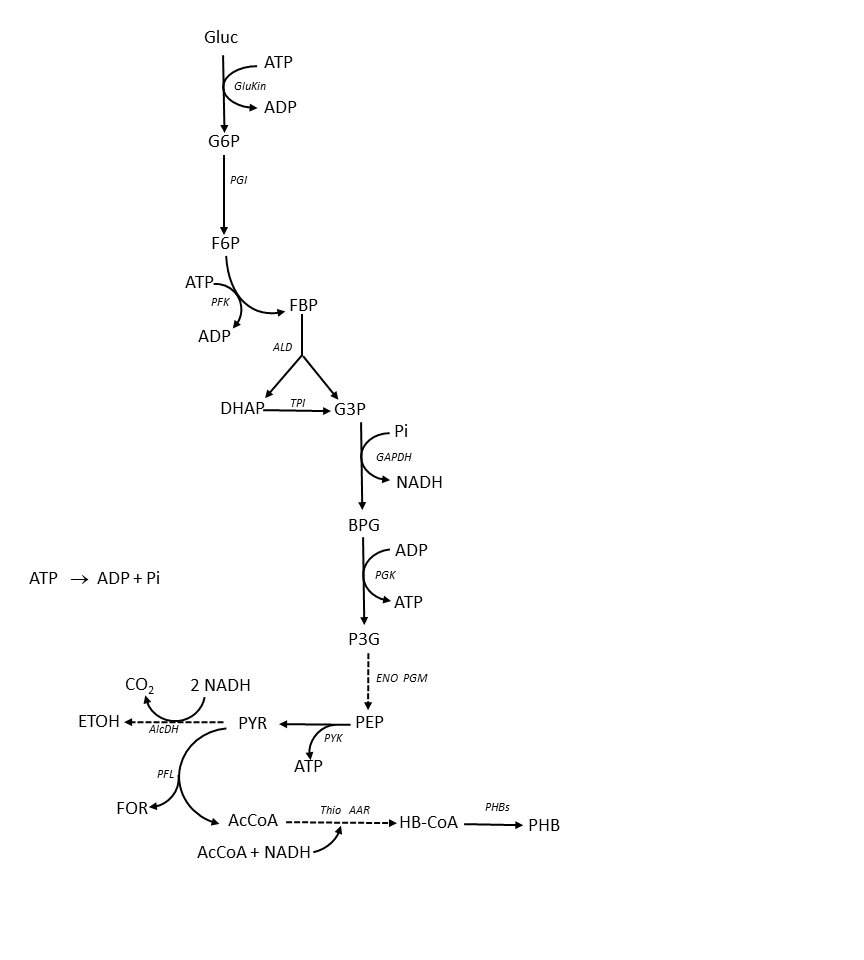 Gluc
ATP
GluKin
ADP
G6P
PGI
F6P
ATP
PFK
FBP
ADP
ALD
DHAP
TPI
G3P
Pi
GAPDH
NADH
BPG
ADP
PGK
ATP → ADP + Pi
ATP
P3G
ENO PGM
CO₂
2 NADH
ETOH
AlcDH
PYR
PEP
PYK
ATP
PFL
FOR
AcCoA
Thio AAR
HB-CoA
PHBs
PHB
AcCoA + NADH